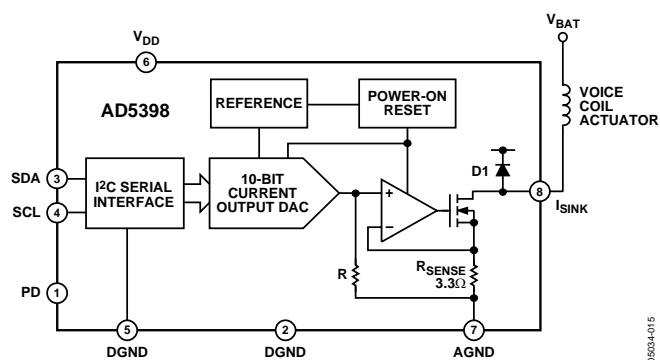 VBAT
VDD
6
AD5398
REFERENCE
POWER-ON
RESET
VOICE
COIL
ACTUATOR
D1
SDA
3
I2C SERIAL
INTERFACE
10-BIT
CURRENT
OUTPUT DAC
+
–
8
ISINK
SCL
4
R
RSENSE
3.3Ω
PD
1
5
2
7
DGND
DGND
AGND
05034-015